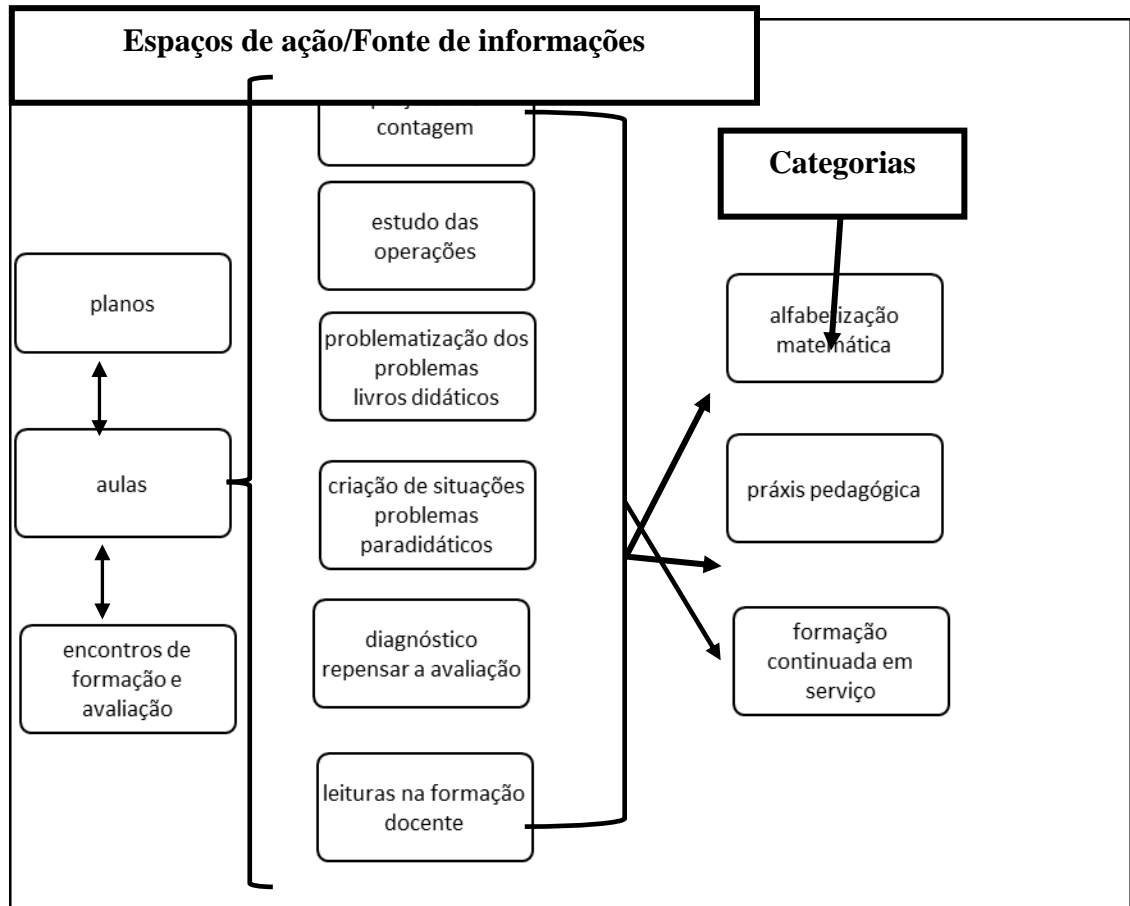 Espaços de ação/Fonte de informações
contagem
Categorias
estudo das
operações
planos
alfabetização
matemática
problematização dos
problemas
livros didáticos
aulas
criação de situações
problemas
paradidáticos
práxis pedagógica
encontros de
formação e
avaliação
diagnóstico
repensar a avaliação
formação
continuada em
serviço
leituras na formação
docente